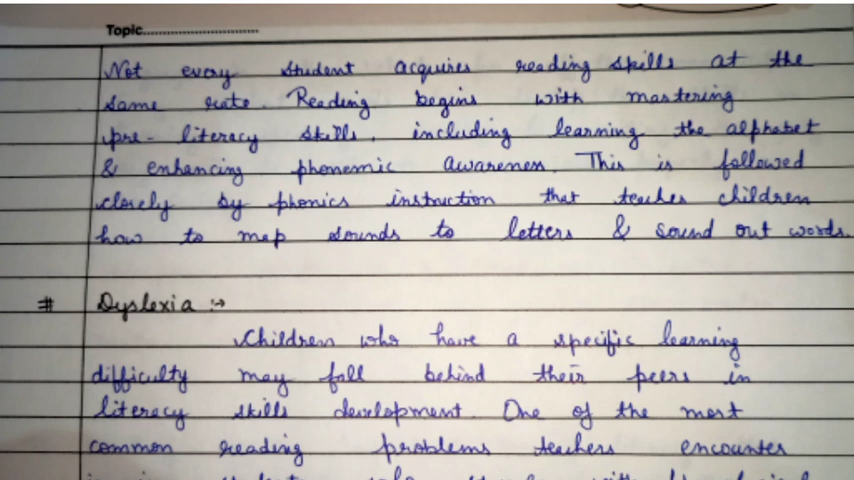 Topic..................................
Not every student acquires reading skills at the
same rate. Reading begins with mastering
pre-literacy skills, including learning the alphabet
& enhancing phonemic awareness. This is followed
closely by phonics instruction that teaches children
how to map sounds to letters & sound out words.
# Dyslexia :→
Children who have a specific learning
difficulty may fall behind their peers in
literacy skills development. One of the most
common reading problems teachers encounter